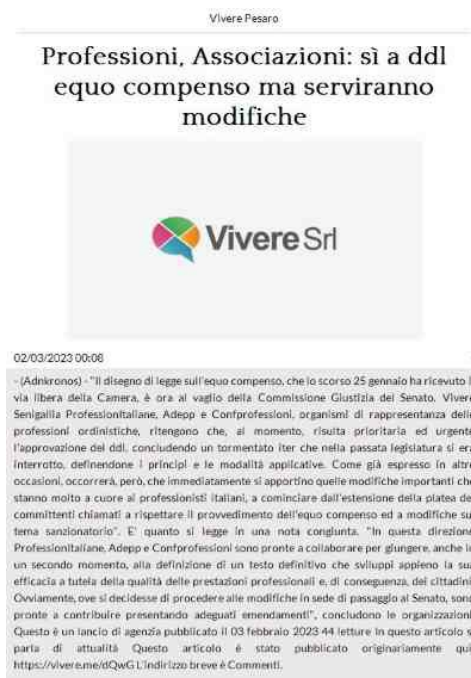 Vivere Pesaro
Professioni, Associazioni: sì a ddl
equo compenso ma serviranno
modifiche
Vivere Srl
02/03/2023 00:08
- (Adnkronos) - "Il disegno di legge sull'equo compenso, che lo scorso 25 gennaio ha ricevuto l
via libera della Camera, è ora al vaglio della Commissione Giustizia del Senato. Vivere
Senigallia ProfessionItaliane, Adepp e Confprofessioni, organismi di rappresentanza delle
professioni ordinistiche, ritengono che, al momento, risulta prioritaria ed urgente
l'approvazione del ddl, concludendo un tormentato iter che nella passata legislatura si era
interrotto, definendone i principi e le modalità applicative. Come già espresso in altre
occasioni, occorrerà, però, che immediatamente si apportino quelle modifiche importanti che
stanno molto a cuore ai professionisti italiani, a cominciare dall'estensione della platea de
committenti chiamati a rispettare il provvedimento dell'equo compenso ed a modifiche su
tema sanzionatorio". E' quanto si legge in una nota congiunta. "In questa direzione
ProfessionItaliane, Adepp e Confprofessioni sono pronte a collaborare per giungere, anche in
un secondo momento, alla definizione di un testo definitivo che sviluppi appieno la sua
efficacia a tutela della qualità delle prestazioni professionali e, di conseguenza, dei cittadini
Ovviamente, ove si decidesse di procedere alle modifiche in sede di passaggio al Senato, sono
pronte a contribuire presentando adeguati emendamenti", concludono le organizzazioni
Questo è un lancio di agenzia pubblicato il 03 febbraio 2023 44 letture In questo articolo s
parla di attualità Questo articolo è stato pubblicato originariamente qui
https://vivere.me/dQwG L'indirizzo breve è Commenti.